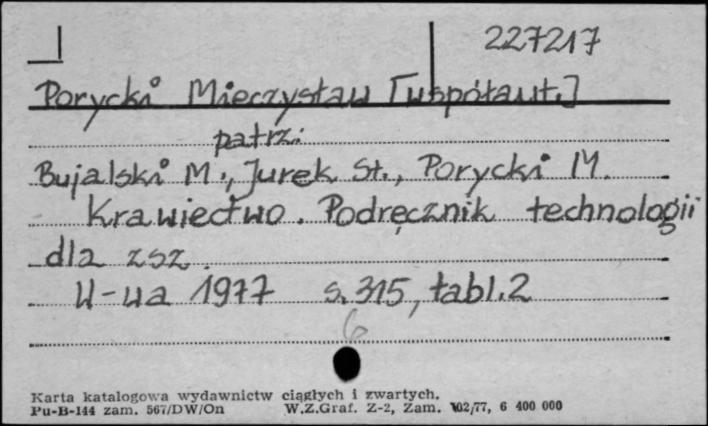 227217
Porycki Mieczysław [współaut.]
patrz:
Bujalski M., Jurek St., Porycki M.
Krawiectwo. Podręcznik technologii
dla zsz.
W-wa 1977 s. 315, tabl. 2
6
Karta katalogowa wydawnictw ciągłych i zwartych.
Pu-B-144 zam. 567/DW/On W.Z.Graf. Z-2, Zam. 102/77, 6 400 000